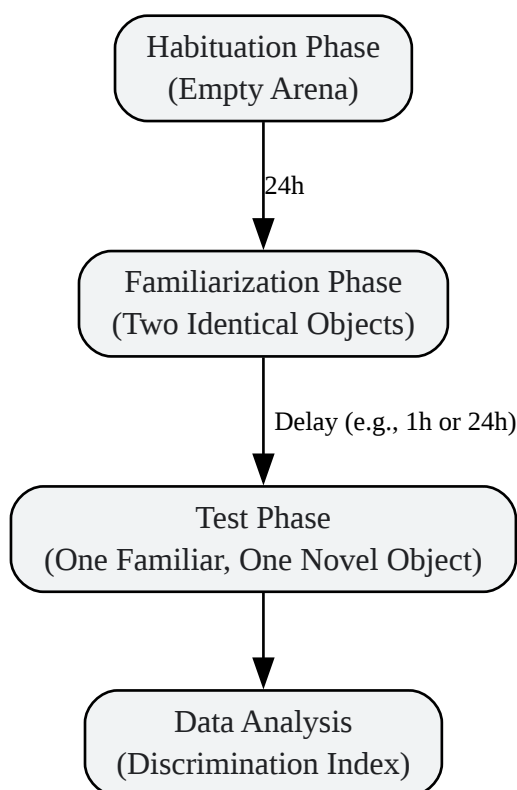 Habituation Phase
(Empty Arena)
24h
Familiarization Phase
(Two Identical Objects)
Delay (e.g., 1h or 24h)
Test Phase
(One Familiar, One Novel Object)
Data Analysis
(Discrimination Index)